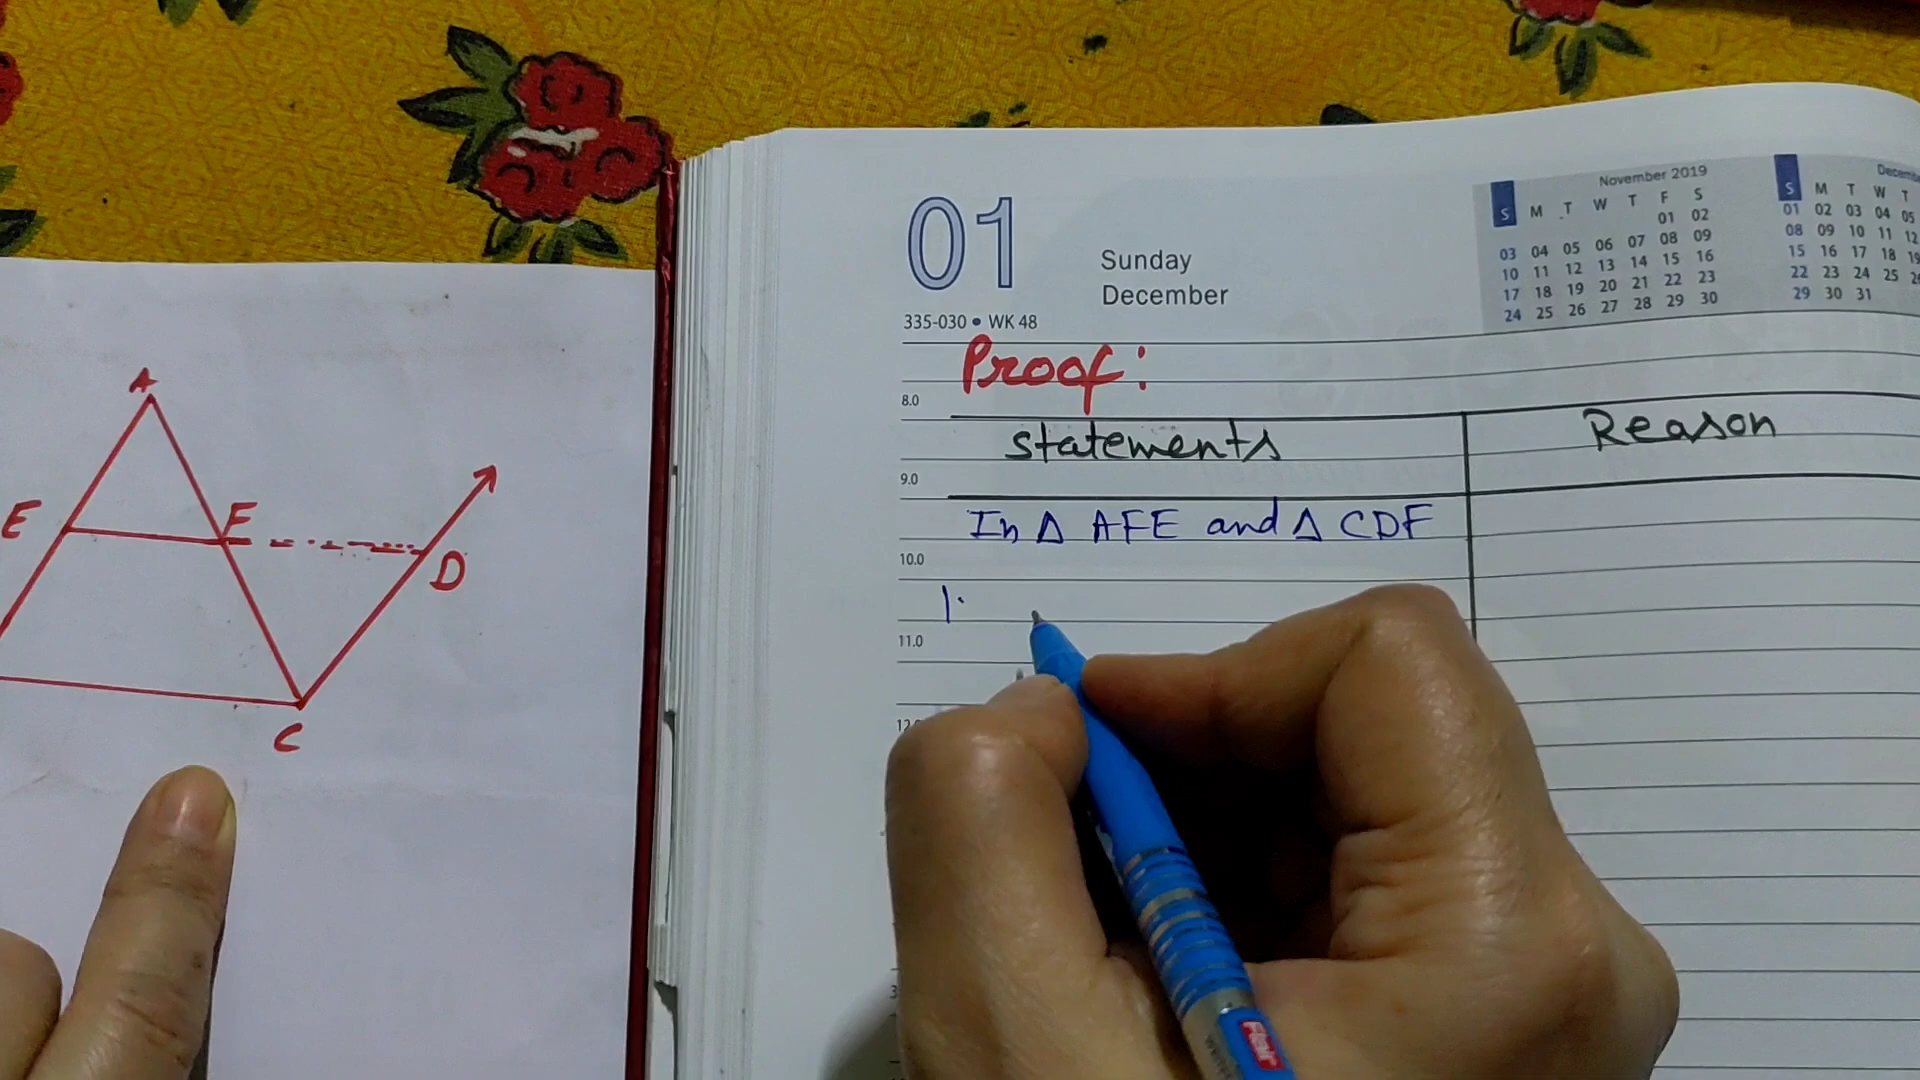 A
E
F
D
C
01
Sunday
December
335-030 • WK 48
November 2019
S M T W T F S
01 02
03 04 05 06 07 08 09
10 11 12 13 14 15 16
17 18 19 20 21 22 23
24 25 26 27 28 29 30
S M T W T
01 02 03 04 05
08 09 10 11 12
15 16 17 18 19
22 23 24 25
29 30 31
Proof:
8.0
Statements Reason
9.0
In Δ AFE and Δ CDF
10.0
1.
11.0
Flair